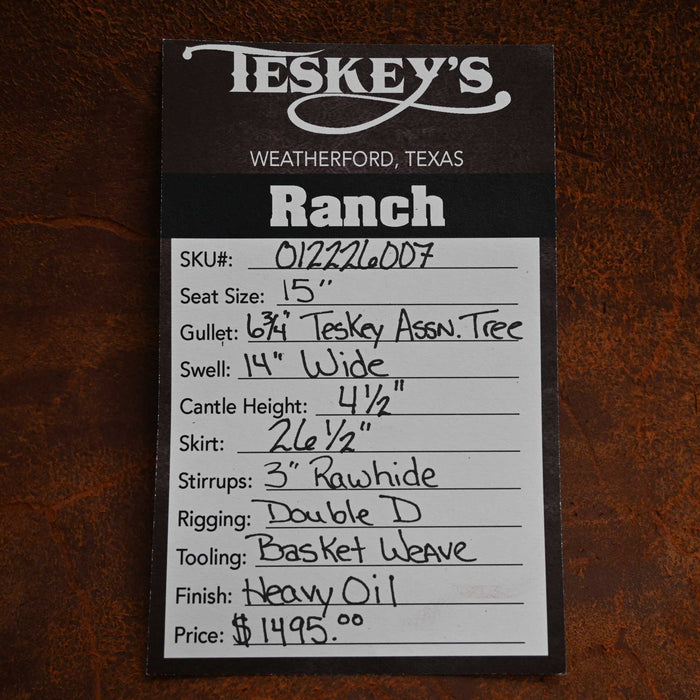 TESKEY'S
WEATHERFORD, TEXAS
Ranch
SKU#: 012226007
Seat Size: 15"
Gullet: 6¾" Teskey Assn. Tree
Swell: 14" Wide
Cantle Height: 4½"
Skirt: 26½"
Stirrups: 3" Rawhide
Rigging: Double D
Tooling: Basket Weave
Finish: Heavy Oil
Price: $1495.00